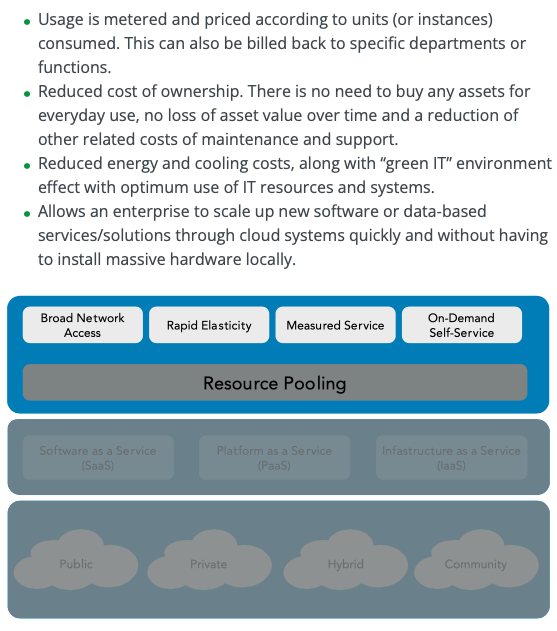 Usage is metered and priced according to units (or instances)
consumed. This can also be billed back to specific departments or
functions.
Reduced cost of ownership. There is no need to buy any assets for
everyday use, no loss of asset value over time and a reduction of
other related costs of maintenance and support.
Reduced energy and cooling costs, along with “green IT” environment
effect with optimum use of IT resources and systems.
Allows an enterprise to scale up new software or data-based
services/solutions through cloud systems quickly and without having
to install massive hardware locally.
Broad Network
Access
Rapid Elasticity
Measured Service
On-Demand
Self-Service
Resource Pooling
Software as a Service
(SaaS)
Platform as a Service
(PaaS)
Infastructure as a Service
(IaaS)
Public
Private
Hybrid
Community